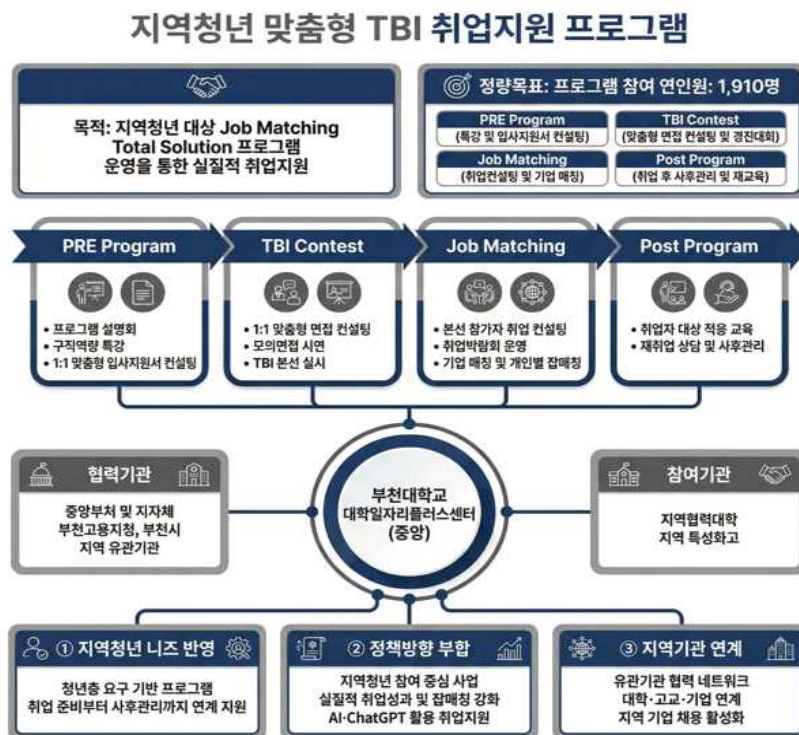 지역청년 맞춤형 TBI 취업지원 프로그램
목적: 지역청년 대상 Job Matching
Total Solution 프로그램
운영을 통한 실질적 취업지원
정량목표: 프로그램 참여 연인원: 1,910명
PRE Program
(특강 및 입사지원서 컨설팅)
TBI Contest
(맞춤형 면접 컨설팅 및 경진대회)
Job Matching
(취업컨설팅 및 기업 매칭)
Post Program
(취업 후 사후관리 및 재교육)
PRE Program
• 프로그램 설명회
• 구직역량 특강
• 1:1 맞춤형 입사지원서 컨설팅
TBI Contest
• 1:1 맞춤형 면접 컨설팅
• 모의면접 시연
• TBI 본선 실시
Job Matching
• 본선 참가자 취업 컨설팅
• 취업박람회 운영
• 기업 매칭 및 개인별 잡매칭
Post Program
• 취업자 대상 적응 교육
• 재취업 상담 및 사후관리
협력기관
중앙부처 및 지자체
부천고용지청, 부천시
지역 유관기관
부천대학교
대학일자리플러스센터
(중앙)
참여기관
지역협력대학
지역 특성화고
① 지역청년 니즈 반영
청년층 요구 기반 프로그램
취업 준비부터 사후관리까지 연계 지원
② 정책방향 부합
지역청년 참여 중심 사업
실질적 취업성과 및 잡매칭 강화
AI·ChatGPT 활용 취업지원
③ 지역기관 연계
유관기관 협력 네트워크
대학·고교·기업 연계
지역 기업 채용 활성화